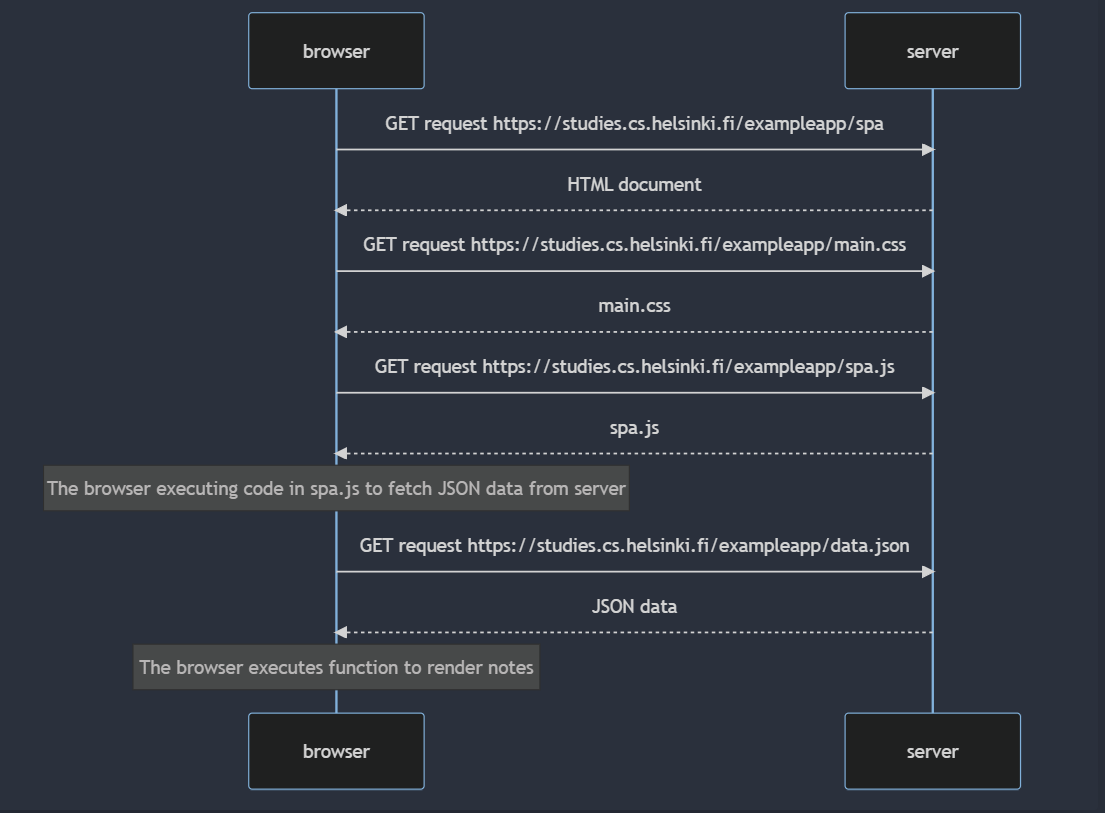 browser
server
GET request https://studies.cs.helsinki.fi/exampleapp/spa
HTML document
GET request https://studies.cs.helsinki.fi/exampleapp/main.css
main.css
GET request https://studies.cs.helsinki.fi/exampleapp/spa.js
spa.js
The browser executing code in spa.js to fetch JSON data from server
GET request https://studies.cs.helsinki.fi/exampleapp/data.json
JSON data
The browser executes function to render notes
browser
server